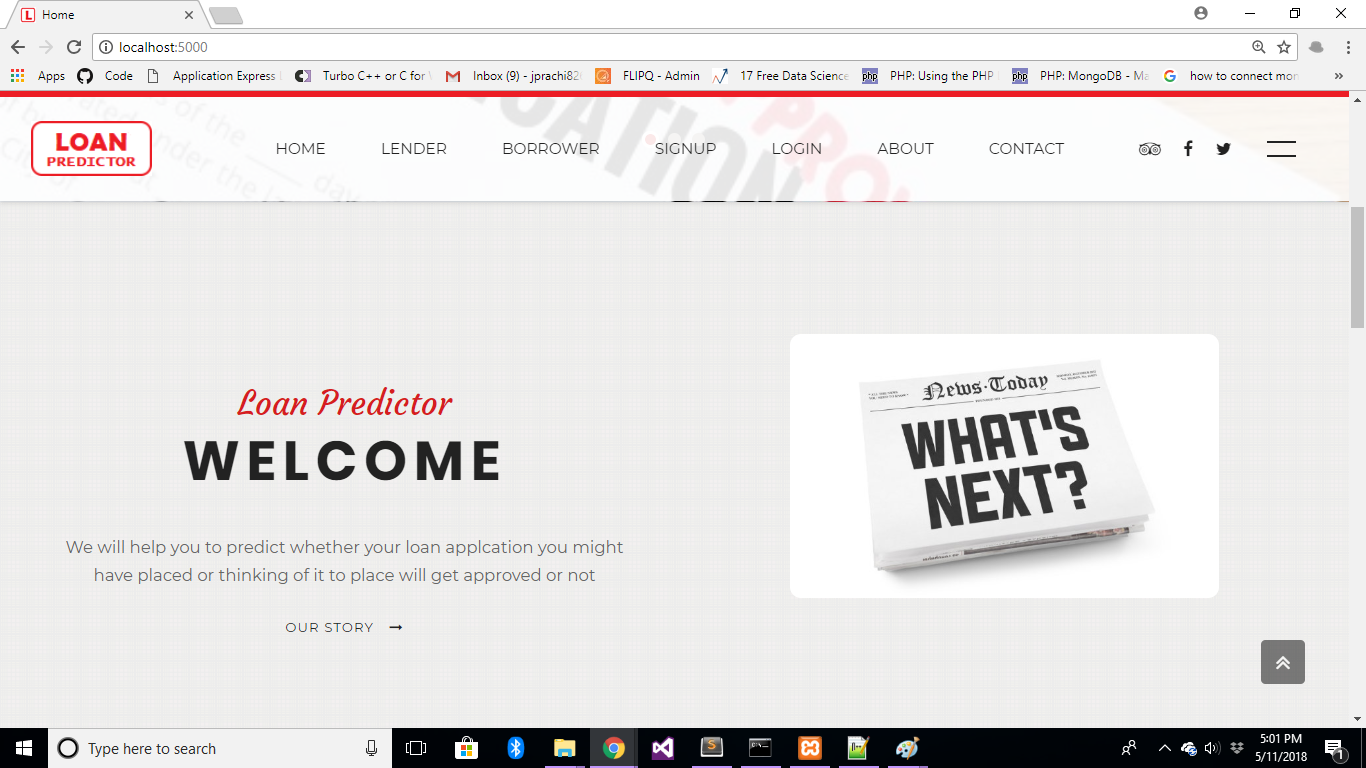 Home
localhost:5000
Apps
Code
Application Express
Turbo C++ or C for
Inbox (9) - jprachi82
FLIPQ - Admin
17 Free Data Science
php
PHP: Using the PHP
php
PHP: MongoDB - Ma
how to connect mon
LOAN
PREDICTOR
HOME
LENDER
BORROWER
SIGNUP
LOGIN
ABOUT
CONTACT
Loan Predictor
WELCOME
We will help you to predict whether your loan applcation you might
have placed or thinking of it to place will get approved or not
OUR STORY
News·Today
WHAT'S
NEXT?
Type here to search
5:01 PM
5/11/2018
1